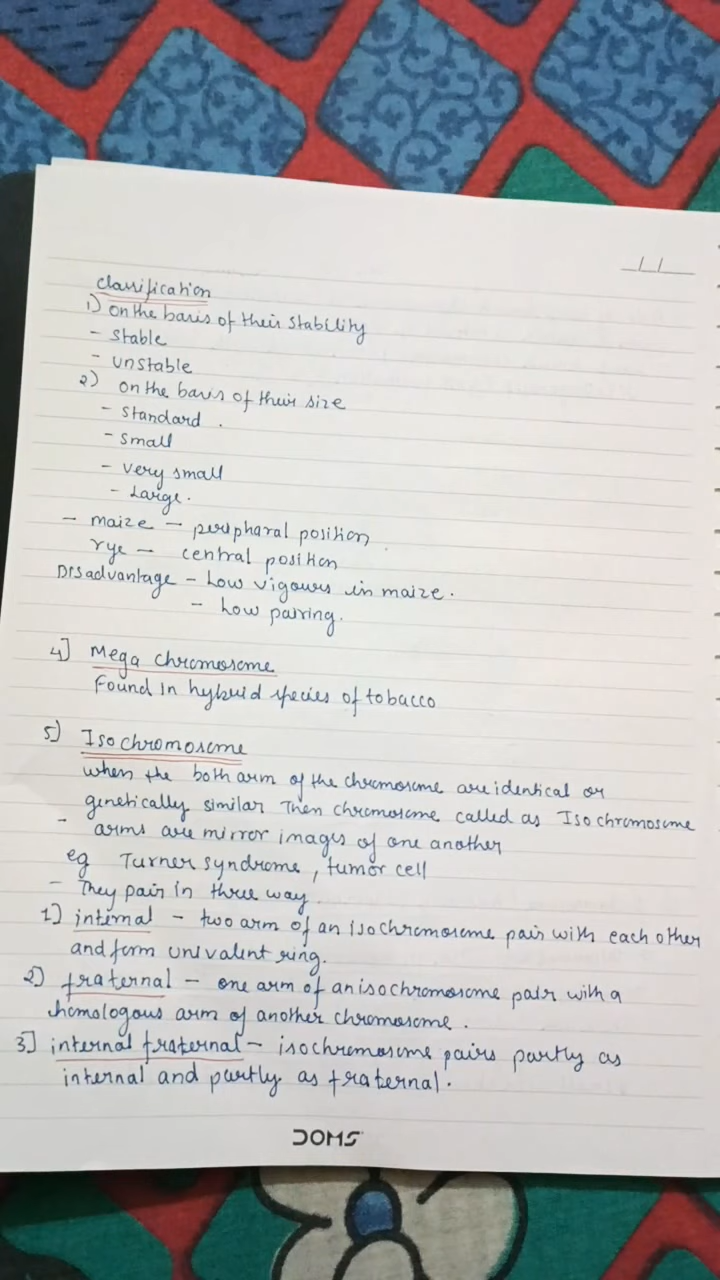 classification
1) on the basis of their stability
- stable
- unstable
2) on the basis of their size
- standard .
- small
- very small
- Large.
- maize - peripharal position
rye - central position
Disadvantage - Low vigours in maize.
- Low pairing.
4] Mega chromosome
Found in hybrid species of tobacco
5) Isochromosome
when the both arm of the chromosome are identical or
genetically similar Then chromosome called as Isochromosome
- arms are mirror images of one another
eg Turner syndrome, tumor cell
- They pair in three way.
1] internal - two arm of an isochromosome pair with each other
and form univalent ring.
2) fraternal - one arm of an isochromosome pair with a
homologous arm of another chromosome.
3] internal fraternal - isochromosome pairs partly as
internal and partly as fraternal.
DOMS